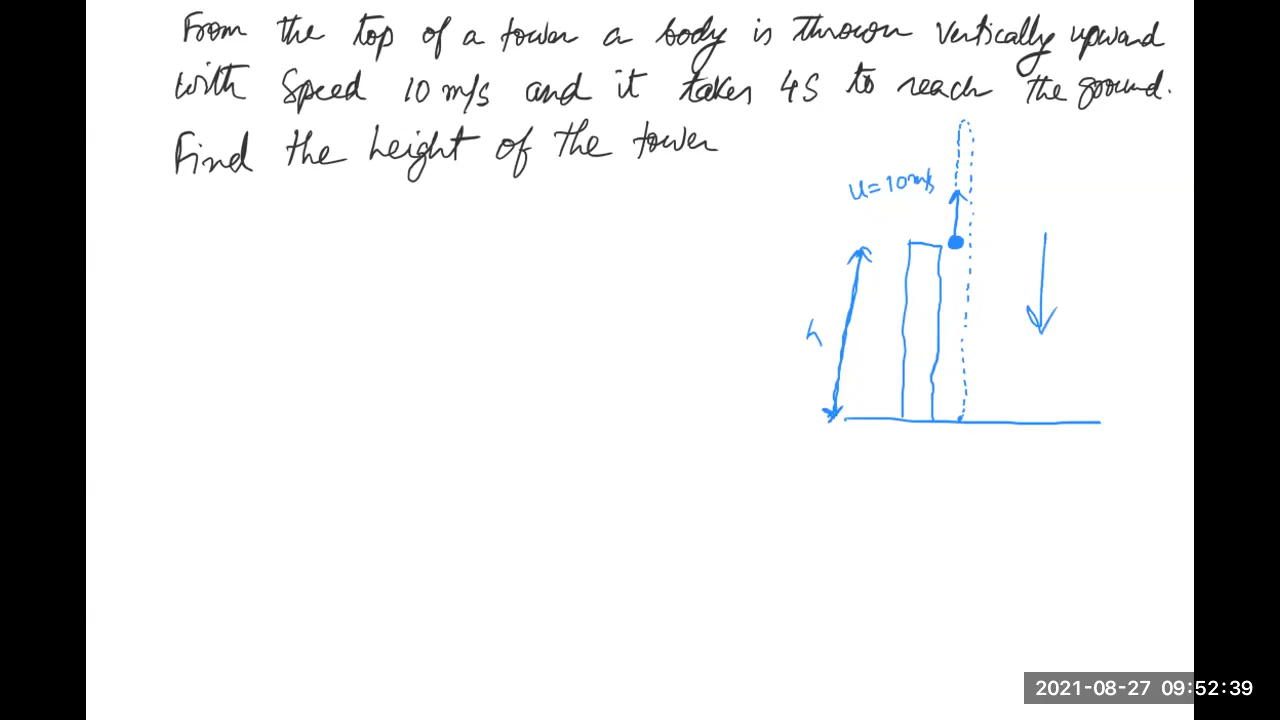 From the top of a tower a body is thrown vertically upward
with speed 10 m/s and it takes 4S to reach the ground.
Find the height of the tower
u = 10 m/s
h
2021-08-27 09:52:39